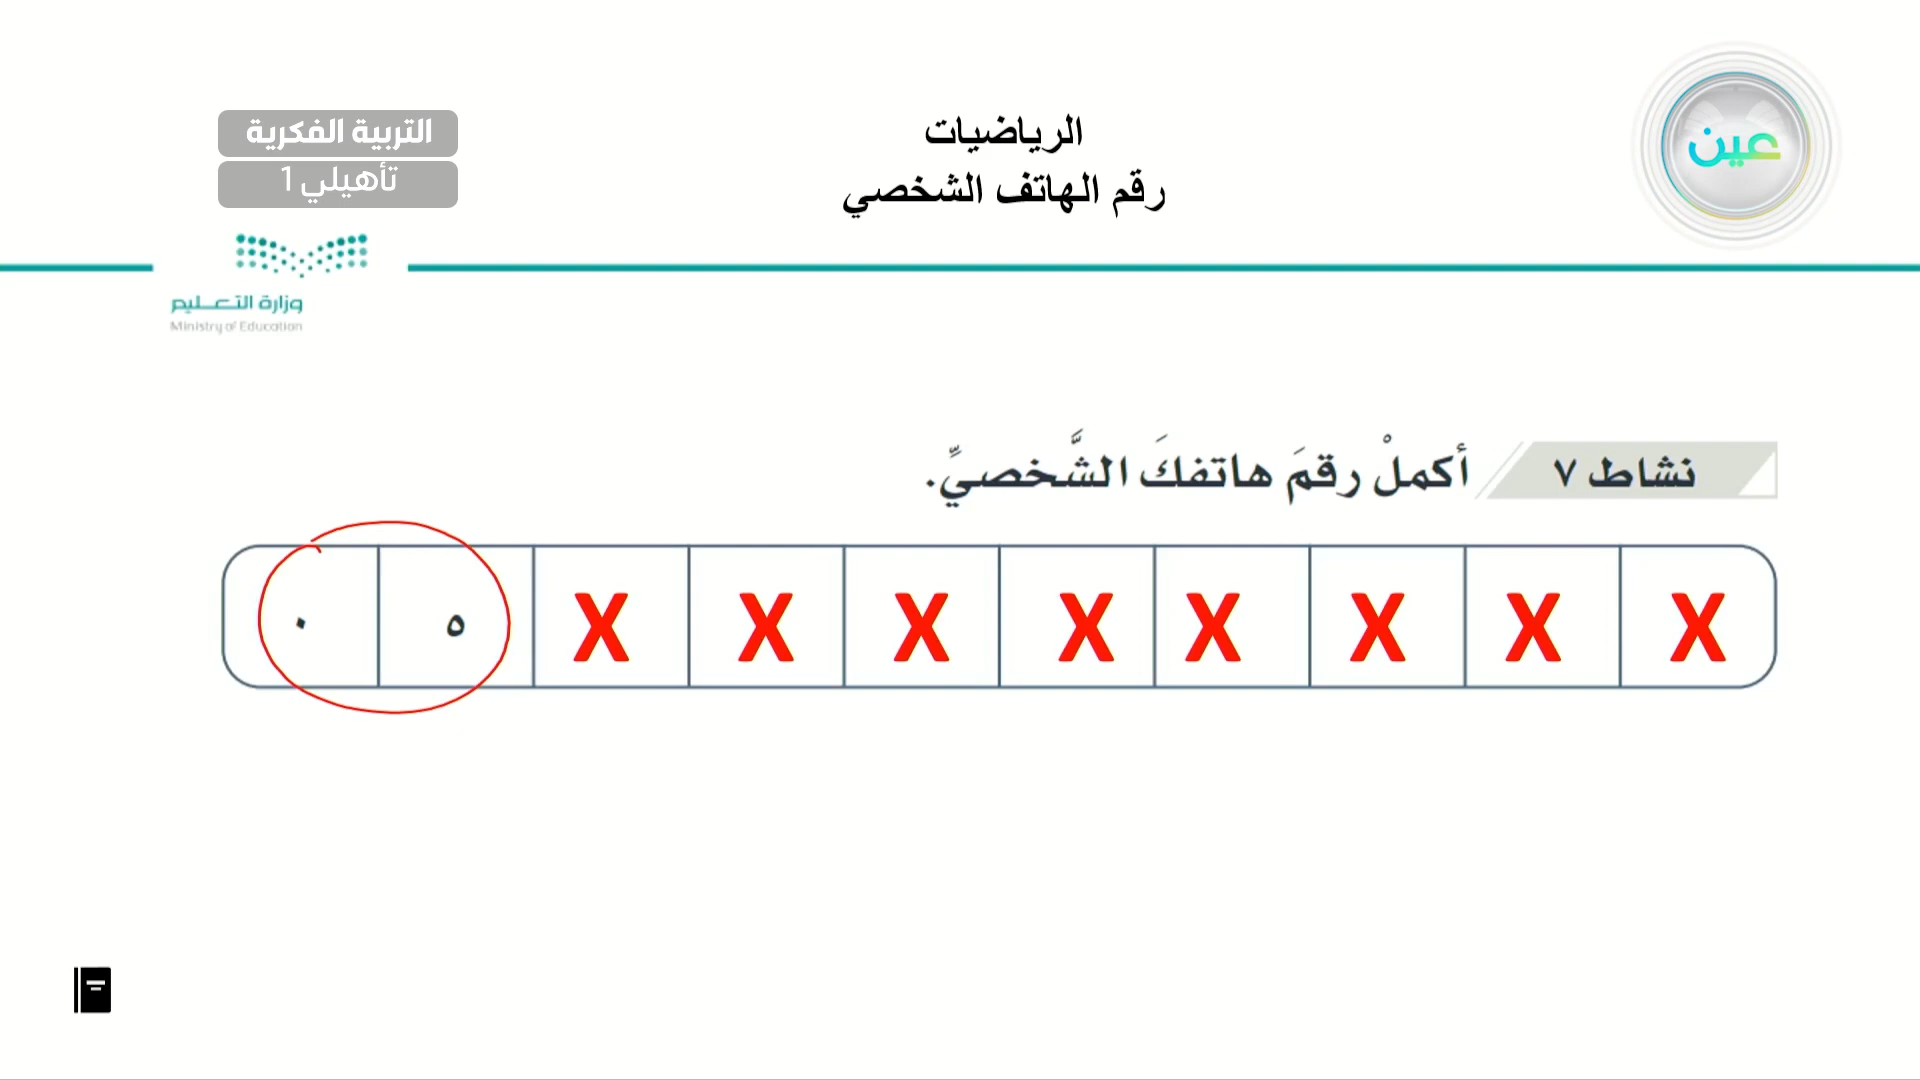 الرياضيات
رقم الهاتف الشخصي
عين
التربية الفكرية
تأهيلي 1
وزارة التعليم
Ministry of Education
نشاط ٧
أكملْ رقمَ هاتفكَ الشَّخصيِّ.
٠ ٥ X X X X X X X X